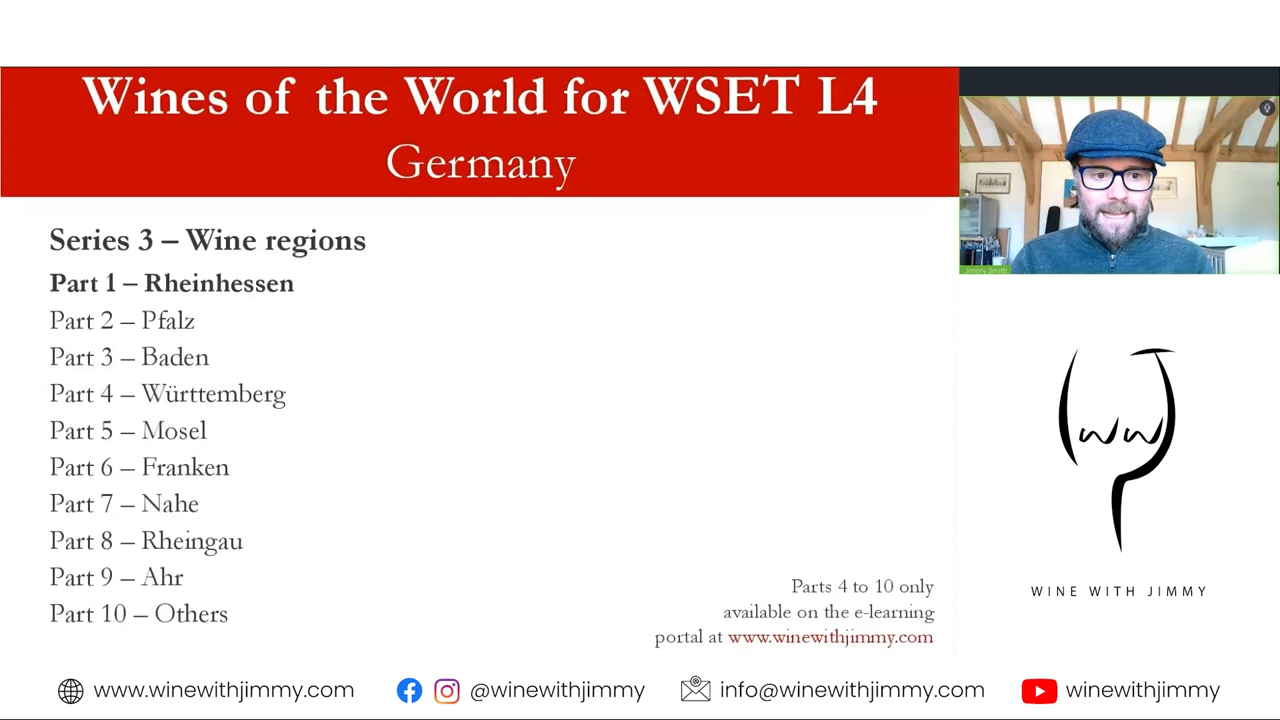 Wines of the World for WSET L4
Germany
Series 3 – Wine regions
Part 1 – Rheinhessen
Part 2 – Pfalz
Part 3 – Baden
Part 4 – Württemberg
Part 5 – Mosel
Part 6 – Franken
Part 7 – Nahe
Part 8 – Rheingau
Part 9 – Ahr
Part 10 – Others
Parts 4 to 10 only
available on the e-learning
portal at www.winewithjimmy.com
Jimmy Smith
WINE WITH JIMMY
www.winewithjimmy.com @winewithjimmy info@winewithjimmy.com winewithjimmy